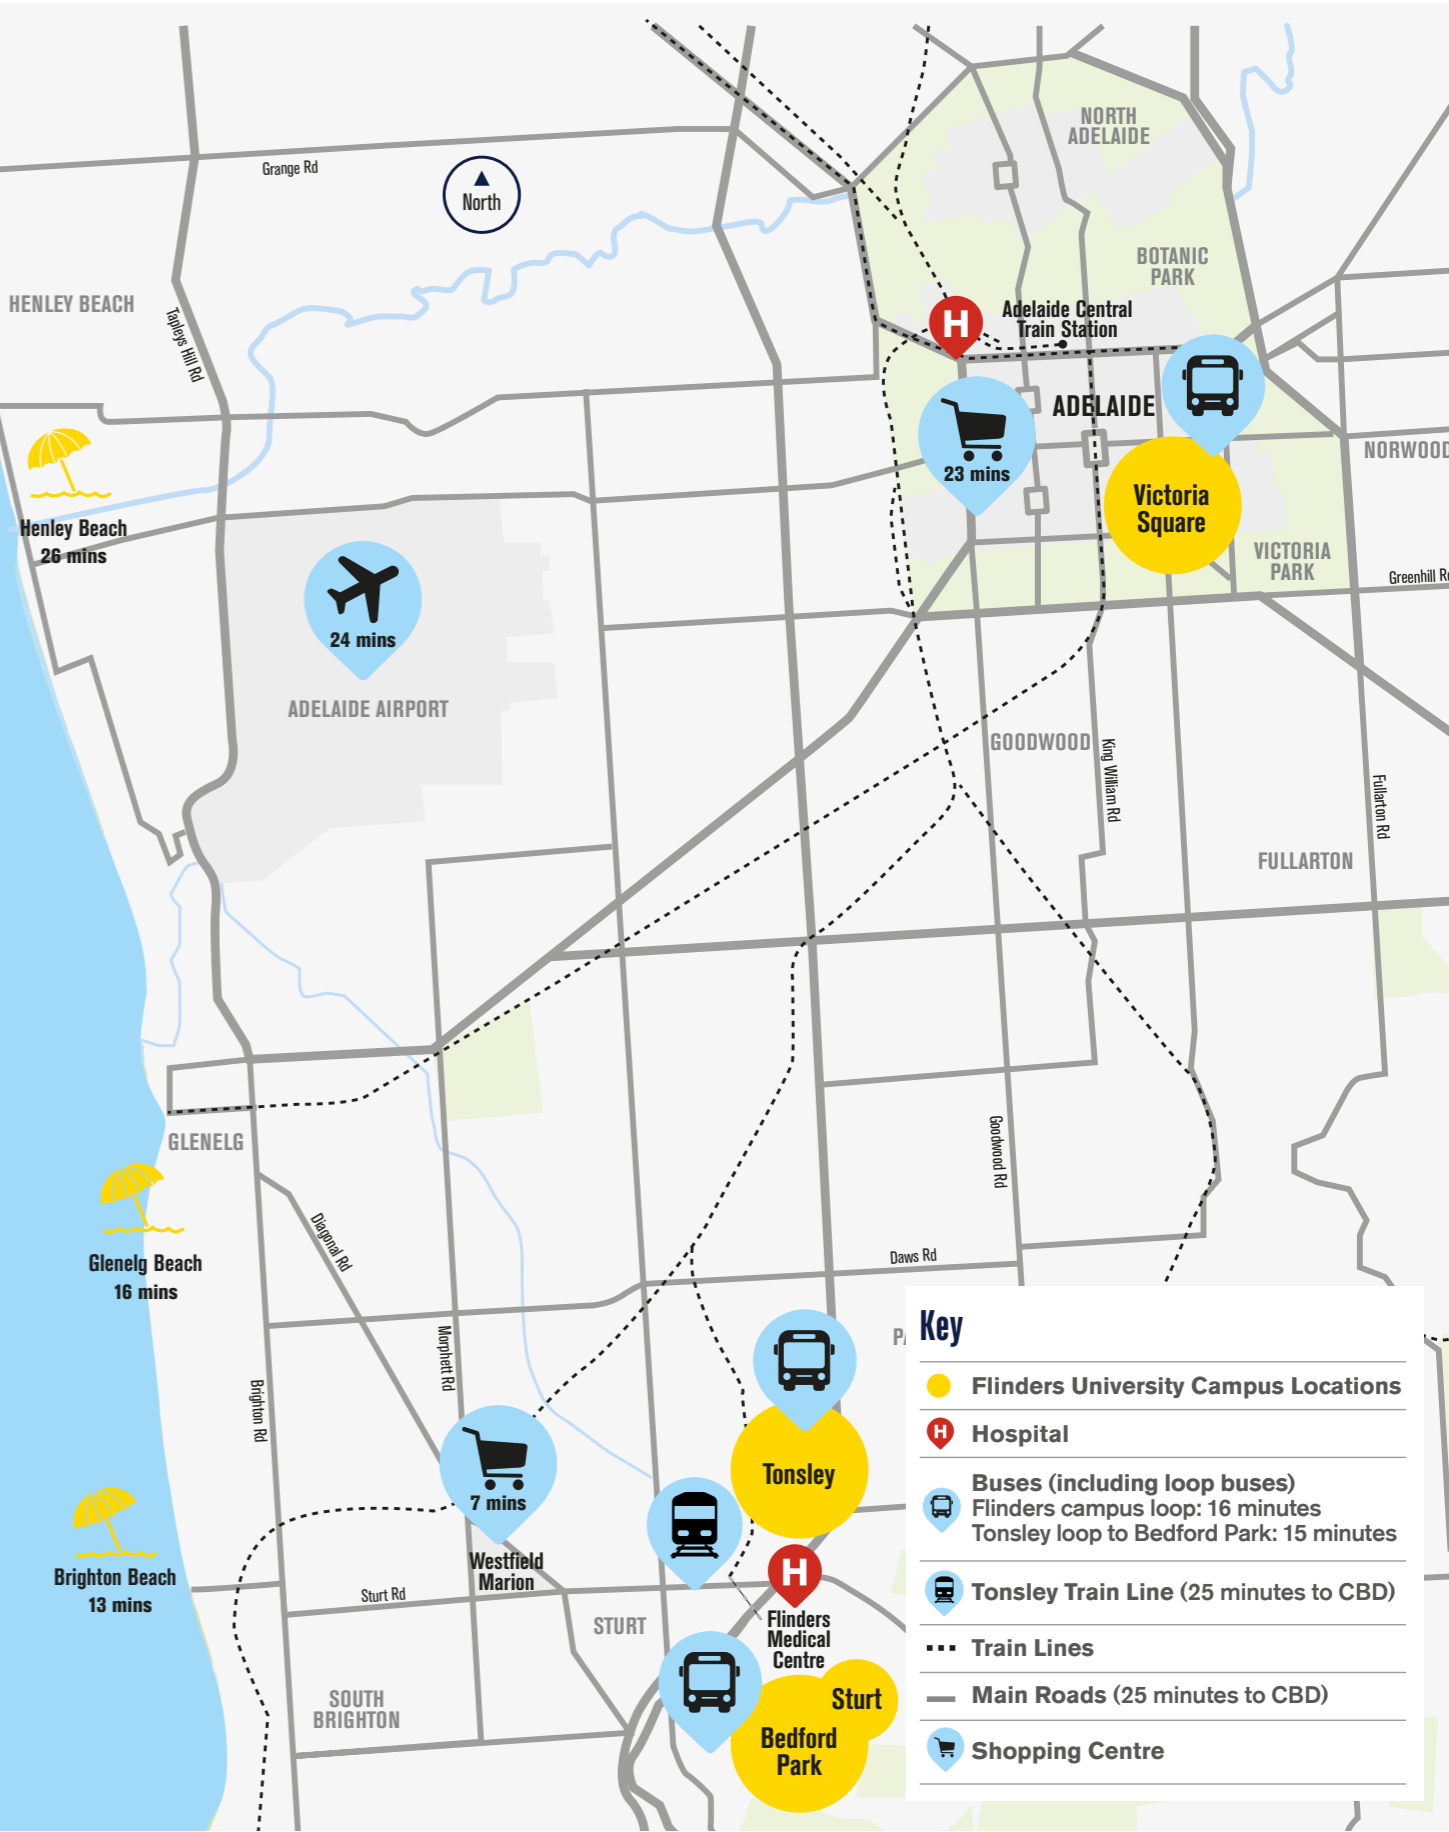 NORTH
ADELAIDE
Grange Rd
North
BOTANIC
PARK
HENLEY BEACH
Tapleys Hill Rd
H
Adelaide Central
Train Station
ADELAIDE
NORWOOD
23 mins
Victoria
Square
Henley Beach
26 mins
VICTORIA
PARK
Greenhill Rd
24 mins
ADELAIDE AIRPORT
GOODWOOD
King William Rd
Fullarton Rd
FULLARTON
GLENELG
Goodwood Rd
Diagonal Rd
Glenelg Beach
16 mins
Daws Rd
Morphett Rd
Brighton Rd
PA
Tonsley
7 mins
Westfield
Marion
Brighton Beach
13 mins
Sturt Rd
STURT
H
Flinders
Medical
Centre
SOUTH
BRIGHTON
Sturt
Bedford
Park
Key
Flinders University Campus Locations
H Hospital
Buses (including loop buses)
Flinders campus loop: 16 minutes
Tonsley loop to Bedford Park: 15 minutes
Tonsley Train Line (25 minutes to CBD)
Train Lines
Main Roads (25 minutes to CBD)
Shopping Centre